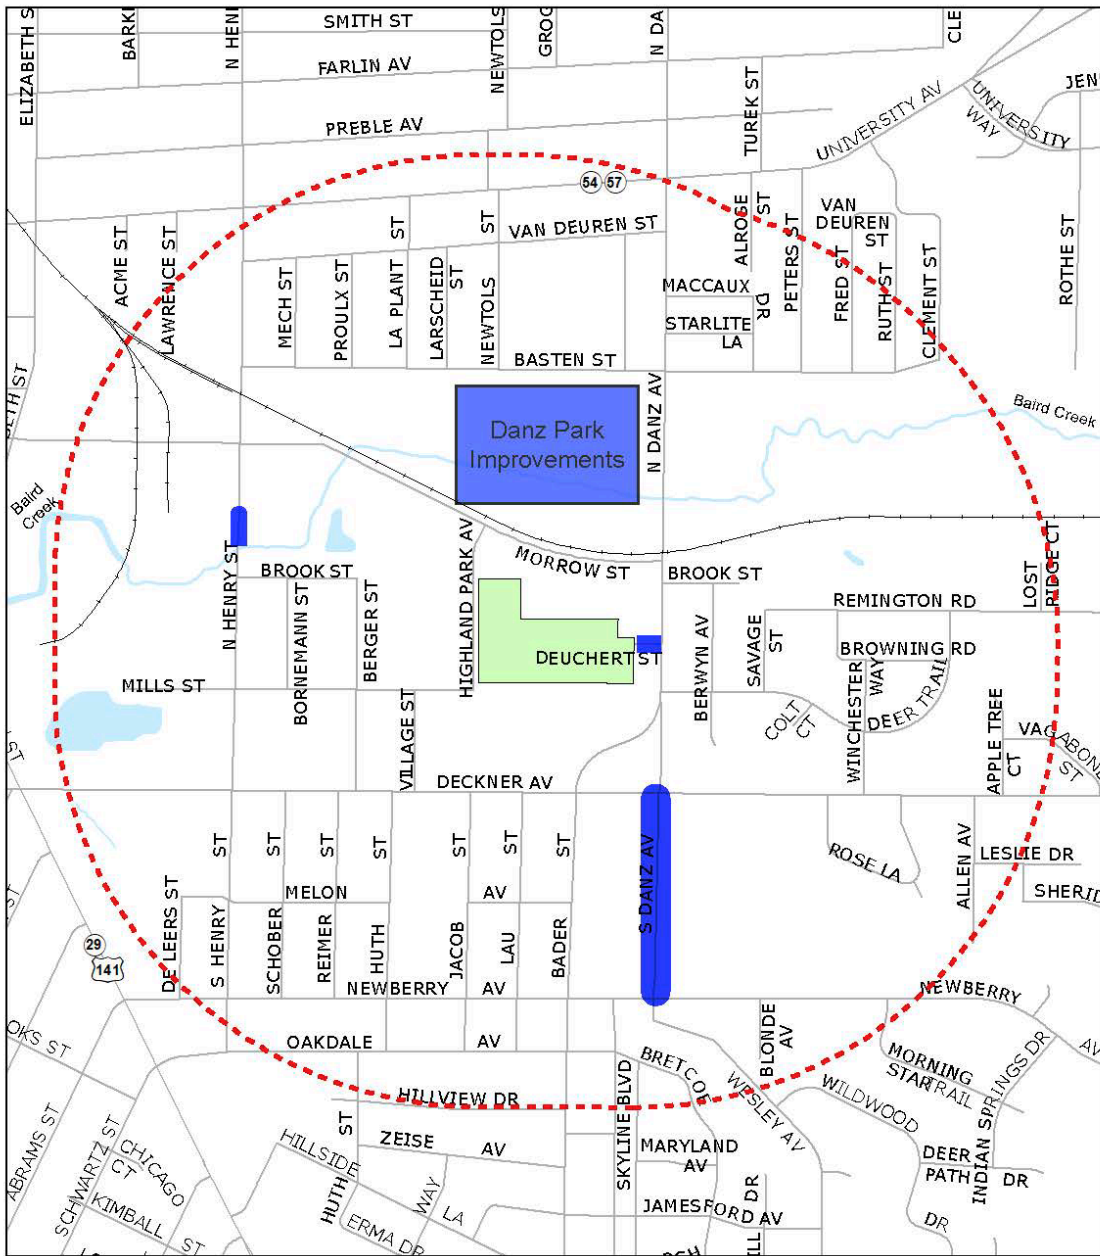 ELIZABETH S
BARK
N HEN
SMITH ST
NEWTOLS
GROG
N DA
CLE
FARLIN AV
PREBLE AV
TUREK ST
UNIVERSITY AV
UNIVERSITY
WAY
JEN
54
57
ACME ST
LAWRENCE ST
ST
ST
VAN DEUREN ST
ALROSE
ST
PETERS ST
VAN
DEUREN
ST
MECH ST
PROULX ST
LA PLANT
LARSCHEID
ST
NEWTOLS
MACCAUX
DR
FRED ST
RUTH ST
CLEMENT ST
ROTHE ST
STARLITE
LA
BASTEN ST
ETH ST
N DANZ AV
Baird Creek
Danz Park
Improvements
Baird
Creek
N HENRY ST
HIGHLAND PARK AV
MORROW ST
BROOK ST
BROOK ST
LOST
RIDGE CT
BORNEMANN ST
BERGER ST
REMINGTON RD
BERWYN AV
SAVAGE
ST
BROWNING RD
DEUCHERT ST
MILLS ST
WINCHESTER
WAY
DEER TRAIL
COLT
CT
VILLAGE ST
APPLE TREE
CT
VAGABOND
ST
ST
DECKNER AV
ST
ST
ST
ST
ST
ST
ST
S DANZ AV
ROSE LA
ALLEN AV
LESLIE DR
SHERID
ST
DE LEERS ST
S HENRY
SCHOBER
MELON
AV
REIMER
HUTH
JACOB
LAU
BADER
29
141
NEWBERRY
AV
NEWBERRY
AV
OKS ST
OAKDALE
AV
BLONDE
AV
MORNING
STAR
TRAIL
INDIAN SPRINGS DR
BRETCOE
WESLEY AV
WILDWOOD
DR
HILLVIEW DR
SKYLINE BLVD
ABRAMS ST
SCHWARTZ ST
CHICAGO
CT
HILLSIDE
LA
HUTH
ST
ZEISE
AV
WAY
MARYLAND
AV
DEER
PATH
DR
KIMBALL
ST
ERMA DR
JAMESFORD AV
ILL DR
RGH